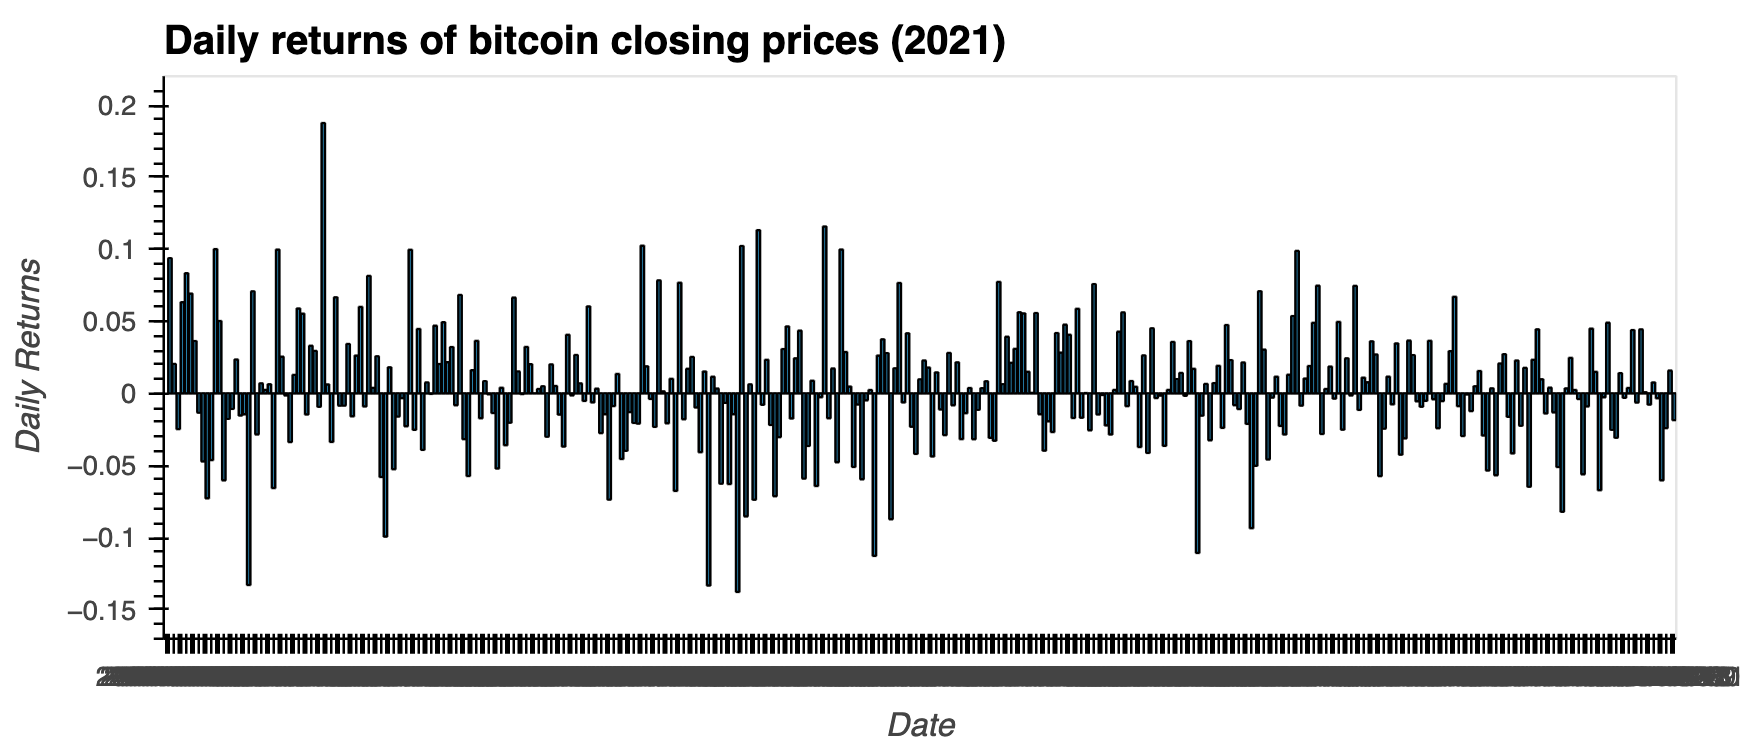 Daily returns of bitcoin closing prices (2021)
Daily Returns
0.2
0.15
0.1
0.05
0
−0.05
−0.1
−0.15
Date